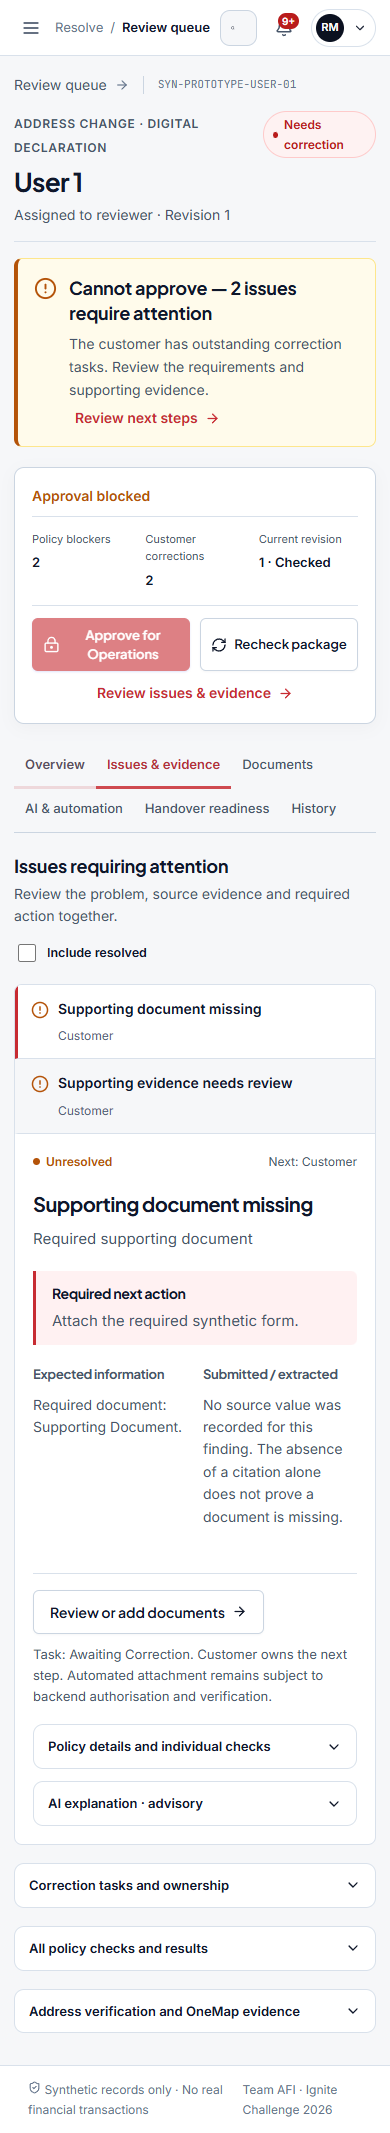 Resolve / Review queue
9+
RM
Review queue → SYN-PROTOTYPE-USER-01
ADDRESS CHANGE · DIGITAL
DECLARATION
Needs
correction
User 1
Assigned to reviewer · Revision 1
Cannot approve — 2 issues
require attention
The customer has outstanding correction
tasks. Review the requirements and
supporting evidence.
Review next steps →
Approval blocked
Policy blockers
2
Customer
corrections
2
Current revision
1 · Checked
Approve for
Operations
Recheck package
Review issues & evidence →
Overview Issues & evidence Documents
AI & automation Handover readiness History
Issues requiring attention
Review the problem, source evidence and required
action together.
Include resolved
Supporting document missing
Customer
Supporting evidence needs review
Customer
Unresolved Next: Customer
Supporting document missing
Required supporting document
Required next action
Attach the required synthetic form.
Expected information
Required document:
Supporting Document.
Submitted / extracted
No source value was
recorded for this
finding. The absence
of a citation alone
does not prove a
document is missing.
Review or add documents →
Task: Awaiting Correction. Customer owns the next
step. Automated attachment remains subject to
backend authorisation and verification.
Policy details and individual checks
AI explanation · advisory
Correction tasks and ownership
All policy checks and results
Address verification and OneMap evidence
Synthetic records only · No real
financial transactions
Team AFI · Ignite
Challenge 2026